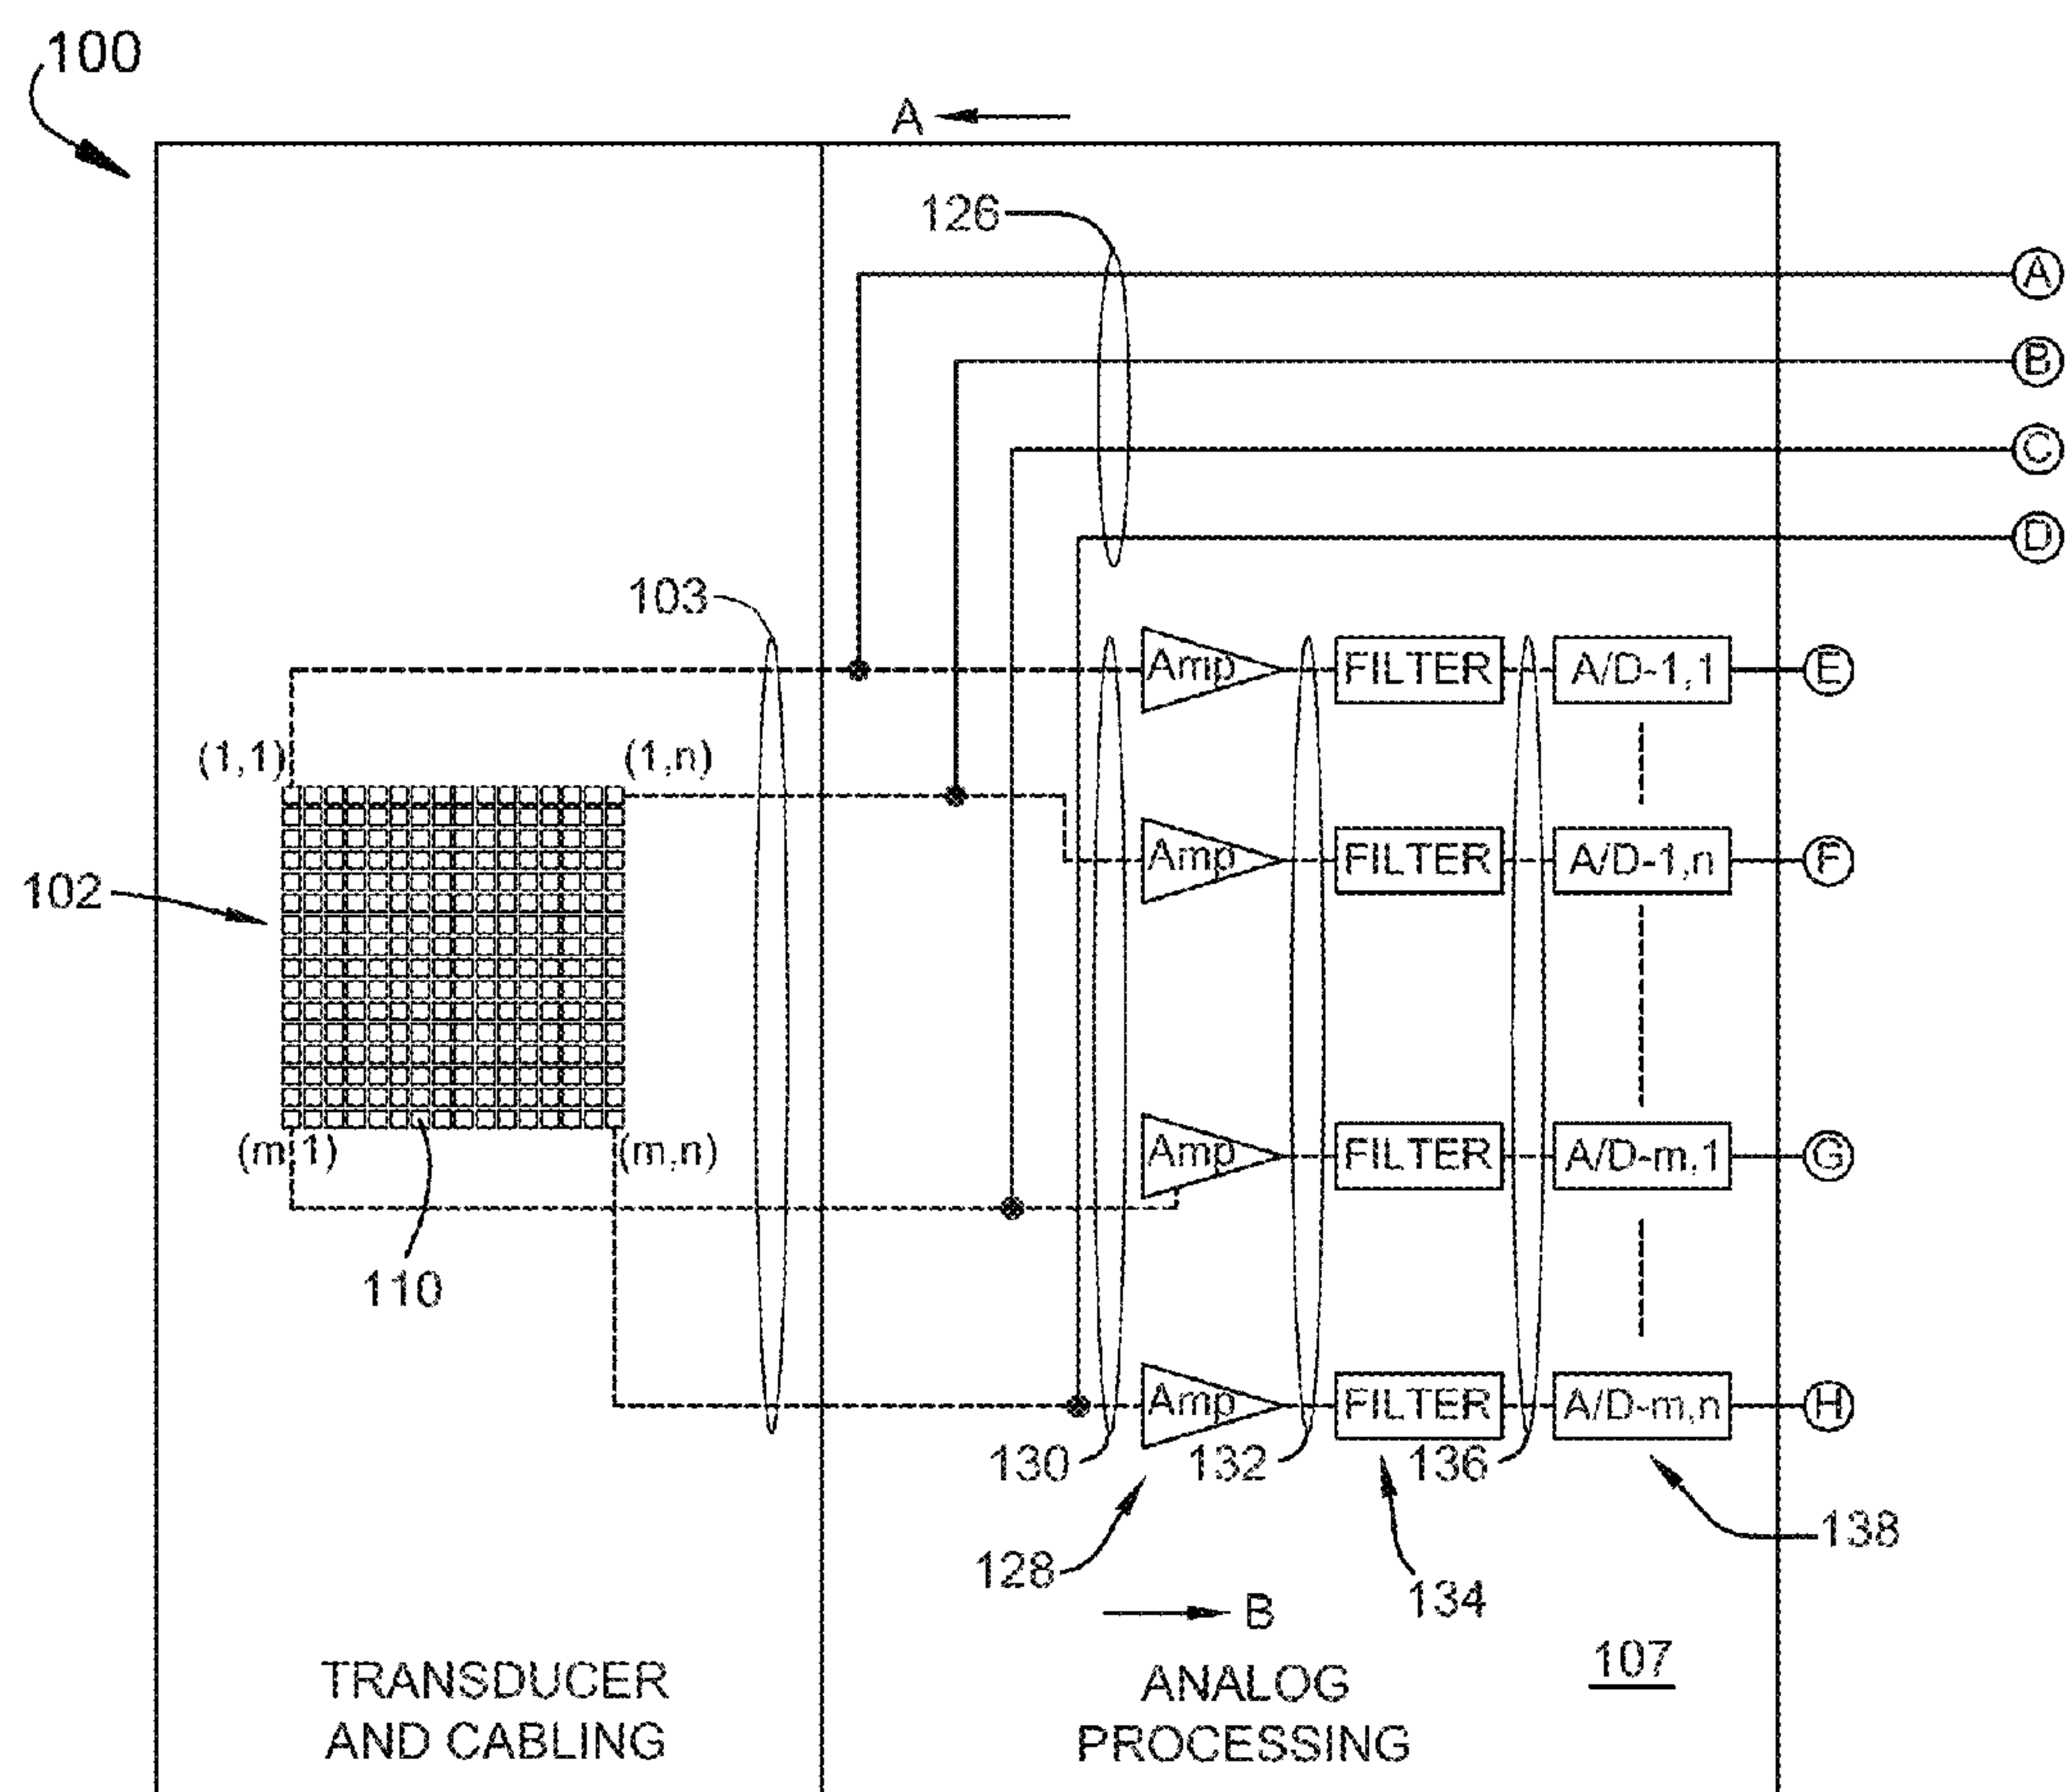 100
A
126
A
B
C
D
103
Amp FILTER A/D-1,1 E
(1,1) (1,n)
Amp FILTER A/D-1,n F
102
(m,1) (m,n)
Amp FILTER A/D-m,1 G
110
Amp FILTER A/D-m,n H
130 132 136
138
128 134
B
107
TRANSDUCER
AND CABLING
ANALOG
PROCESSING